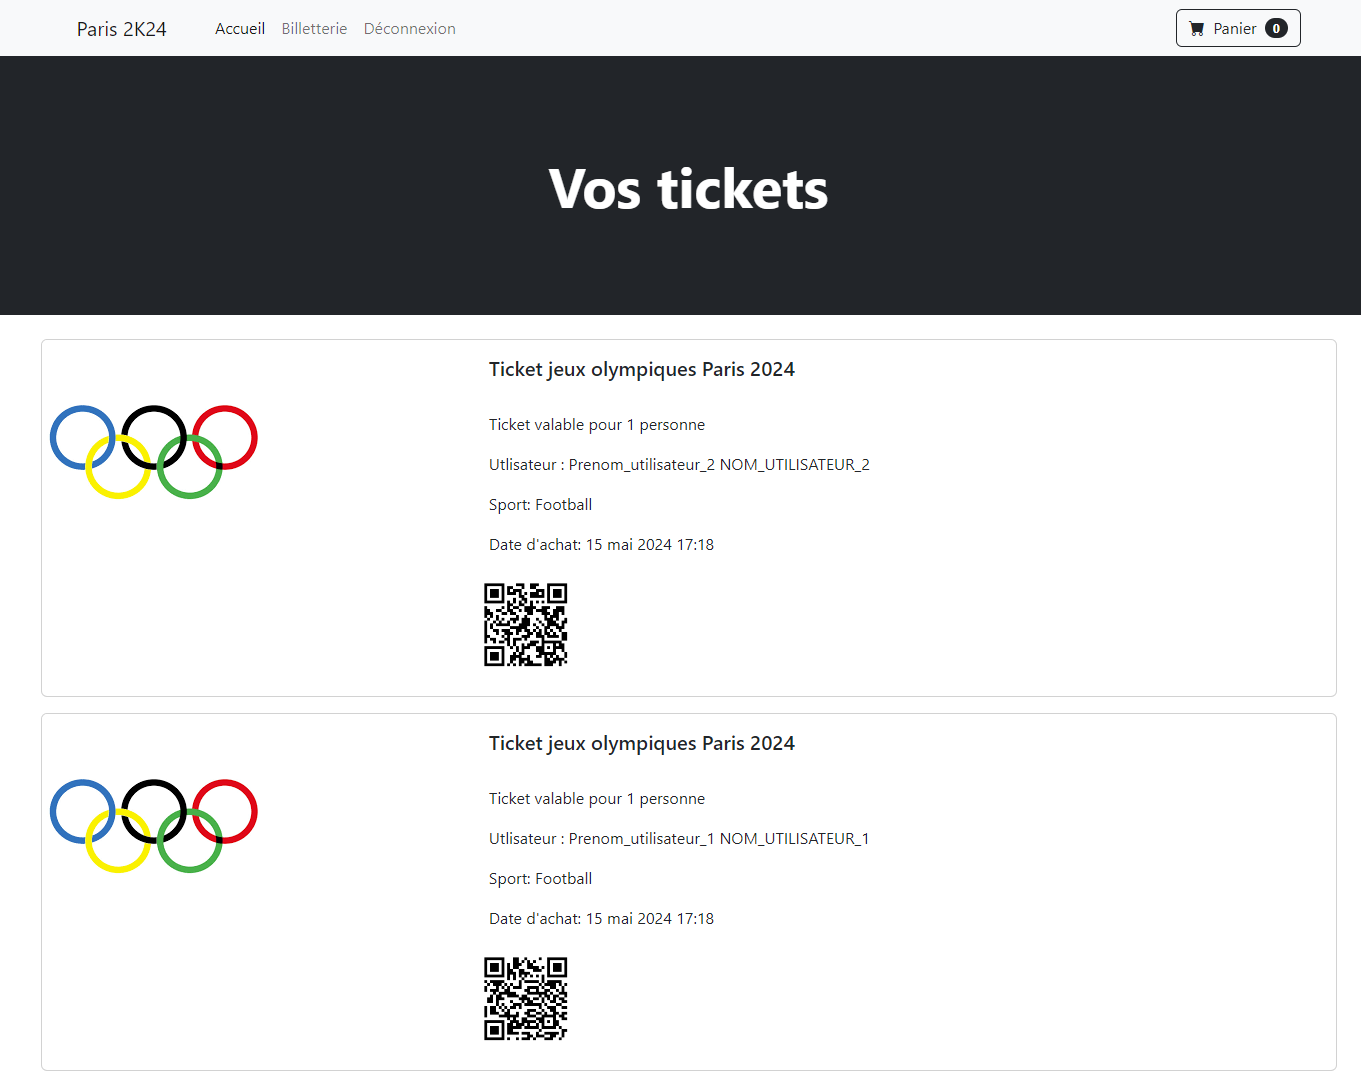 Paris 2K24 Accueil Billetterie Déconnexion Panier 0
Vos tickets
Ticket jeux olympiques Paris 2024
Ticket valable pour 1 personne
Utlisateur : Prenom_utilisateur_2 NOM_UTILISATEUR_2
Sport: Football
Date d'achat: 15 mai 2024 17:18
Ticket jeux olympiques Paris 2024
Ticket valable pour 1 personne
Utlisateur : Prenom_utilisateur_1 NOM_UTILISATEUR_1
Sport: Football
Date d'achat: 15 mai 2024 17:18